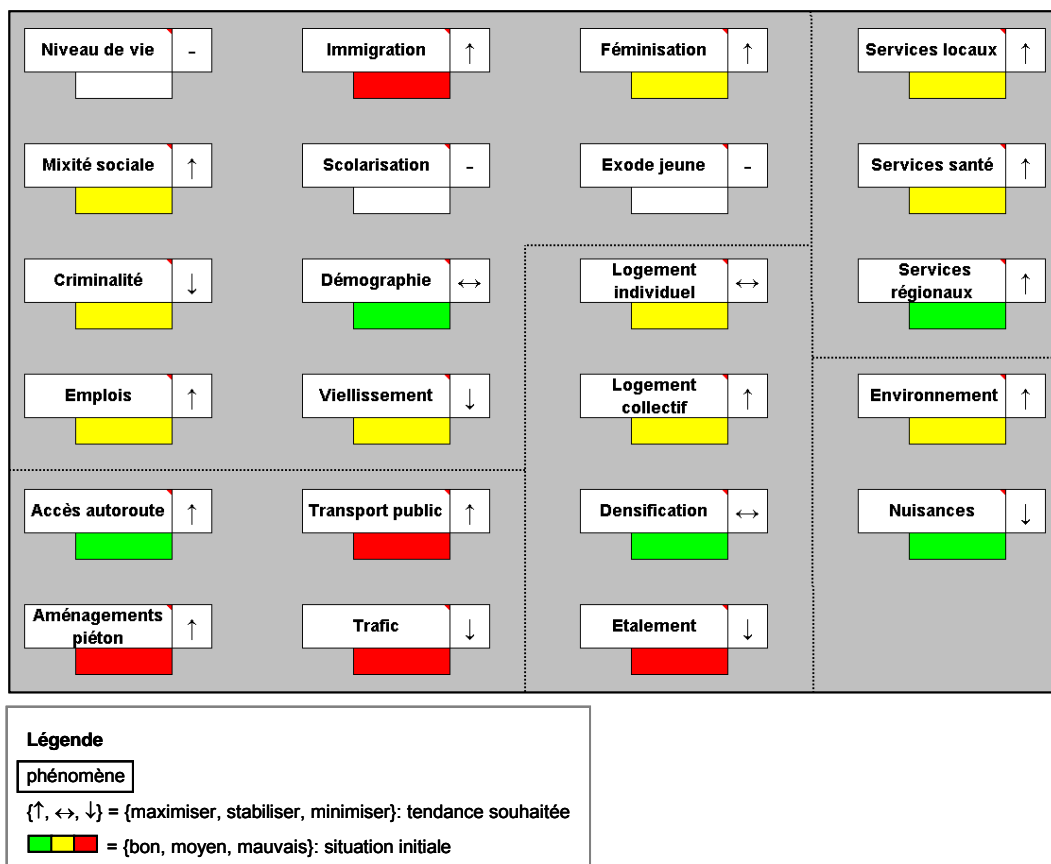 Niveau de vie -
Immigration ↑
Féminisation ↑
Services locaux ↑
Mixité sociale ↑
Scolarisation -
Exode jeune -
Services santé ↑
Criminalité ↓
Démographie ↔
Logement
individuel ↔
Services
régionaux ↑
Emplois ↑
Viellissement ↓
Logement
collectif ↑
Environnement ↑
Accès autoroute ↑
Transport public ↑
Densification ↔
Nuisances ↓
Aménagements
piéton ↑
Trafic ↓
Etalement ↓
Légende
phénomène
{↑, ↔, ↓} = {maximiser, stabiliser, minimiser}: tendance souhaitée
= {bon, moyen, mauvais}: situation initiale